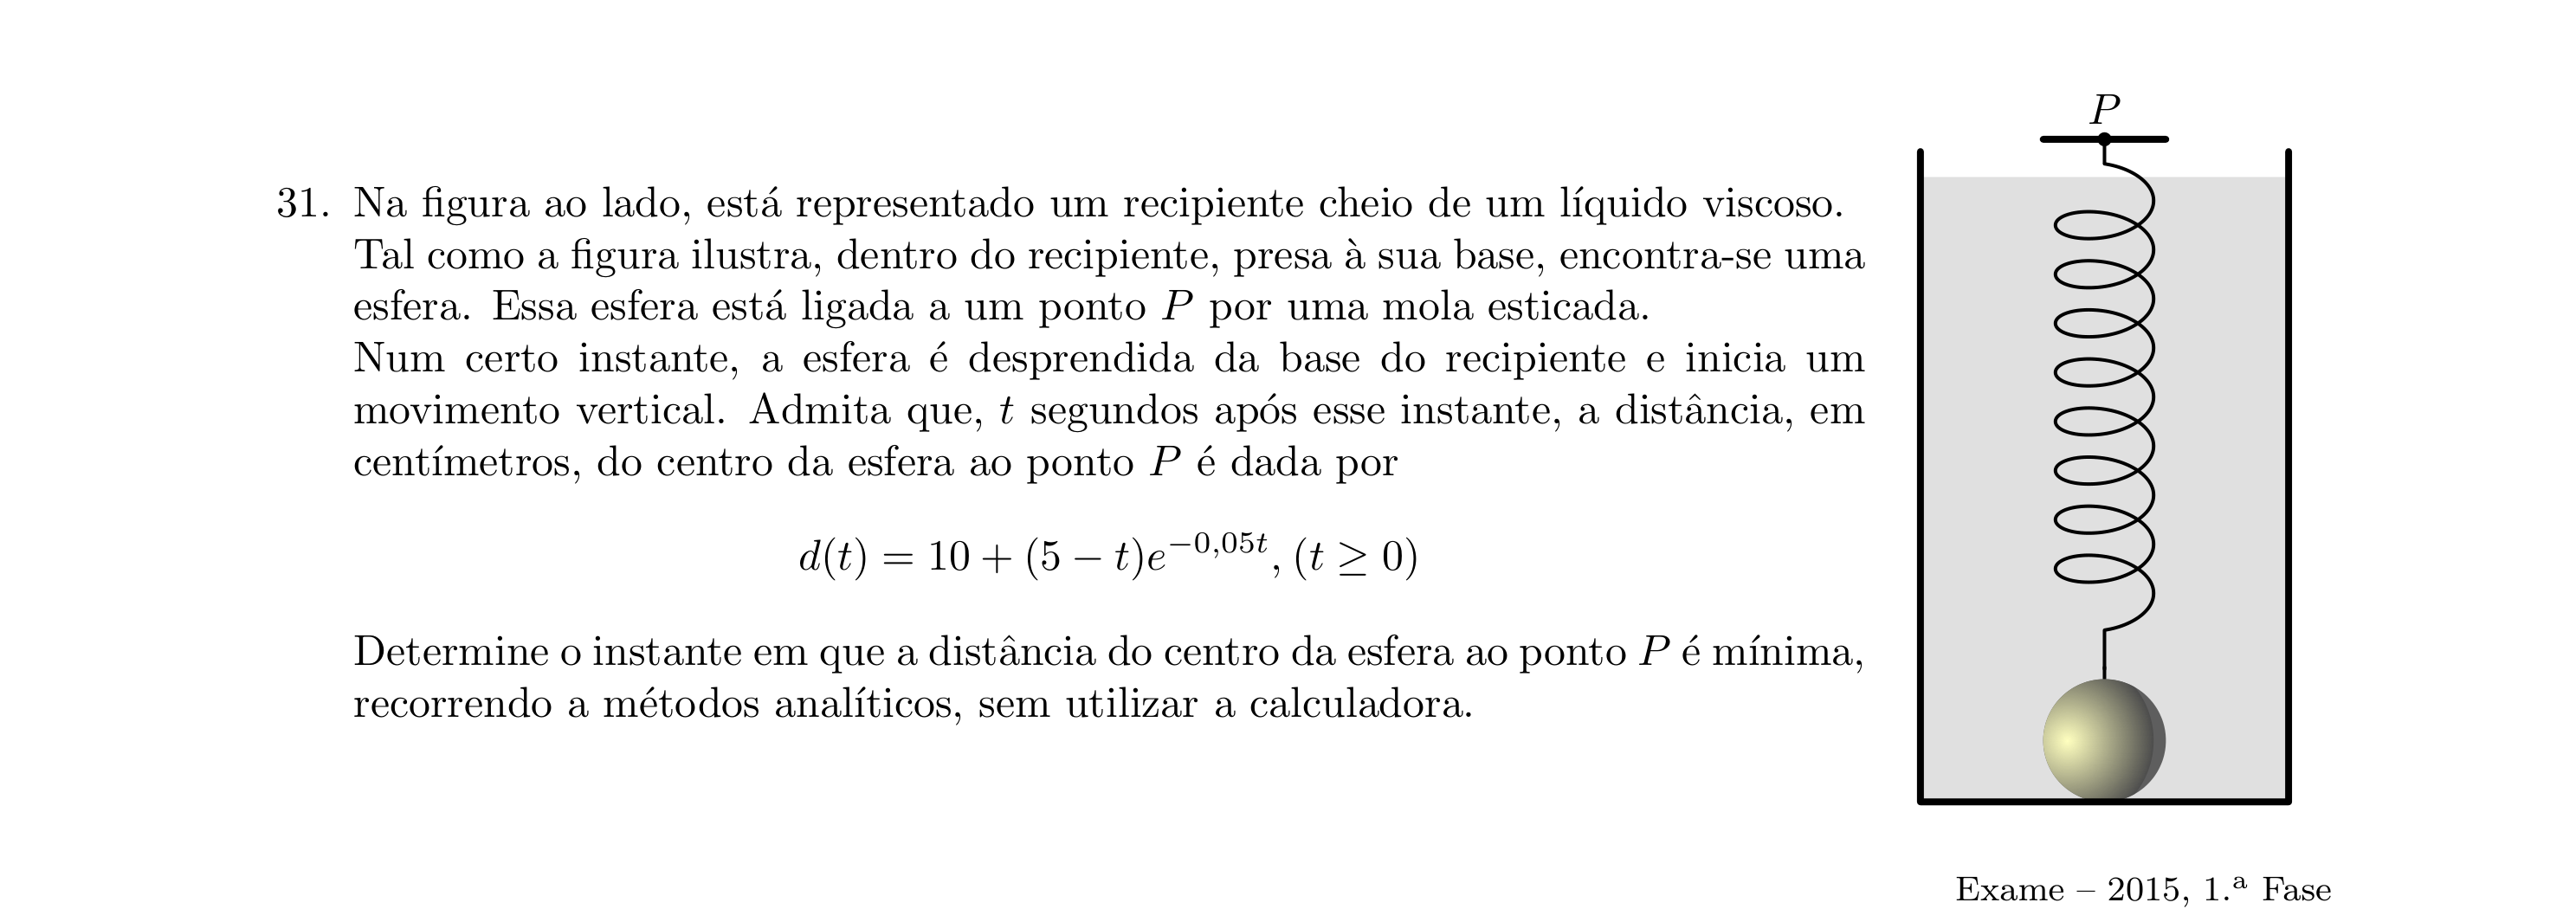 P
31. Na figura ao lado, está representado um recipiente cheio de um líquido viscoso.
Tal como a figura ilustra, dentro do recipiente, presa à sua base, encontra-se uma
esfera. Essa esfera está ligada a um ponto P por uma mola esticada.
Num certo instante, a esfera é desprendida da base do recipiente e inicia um
movimento vertical. Admita que, t segundos após esse instante, a distância, em
centímetros, do centro da esfera ao ponto P é dada por
d(t) = 10 + (5 − t)e^{−0,05t}, (t ≥ 0)
Determine o instante em que a distância do centro da esfera ao ponto P é mínima,
recorrendo a métodos analíticos, sem utilizar a calculadora.
Exame – 2015, 1.ª Fase